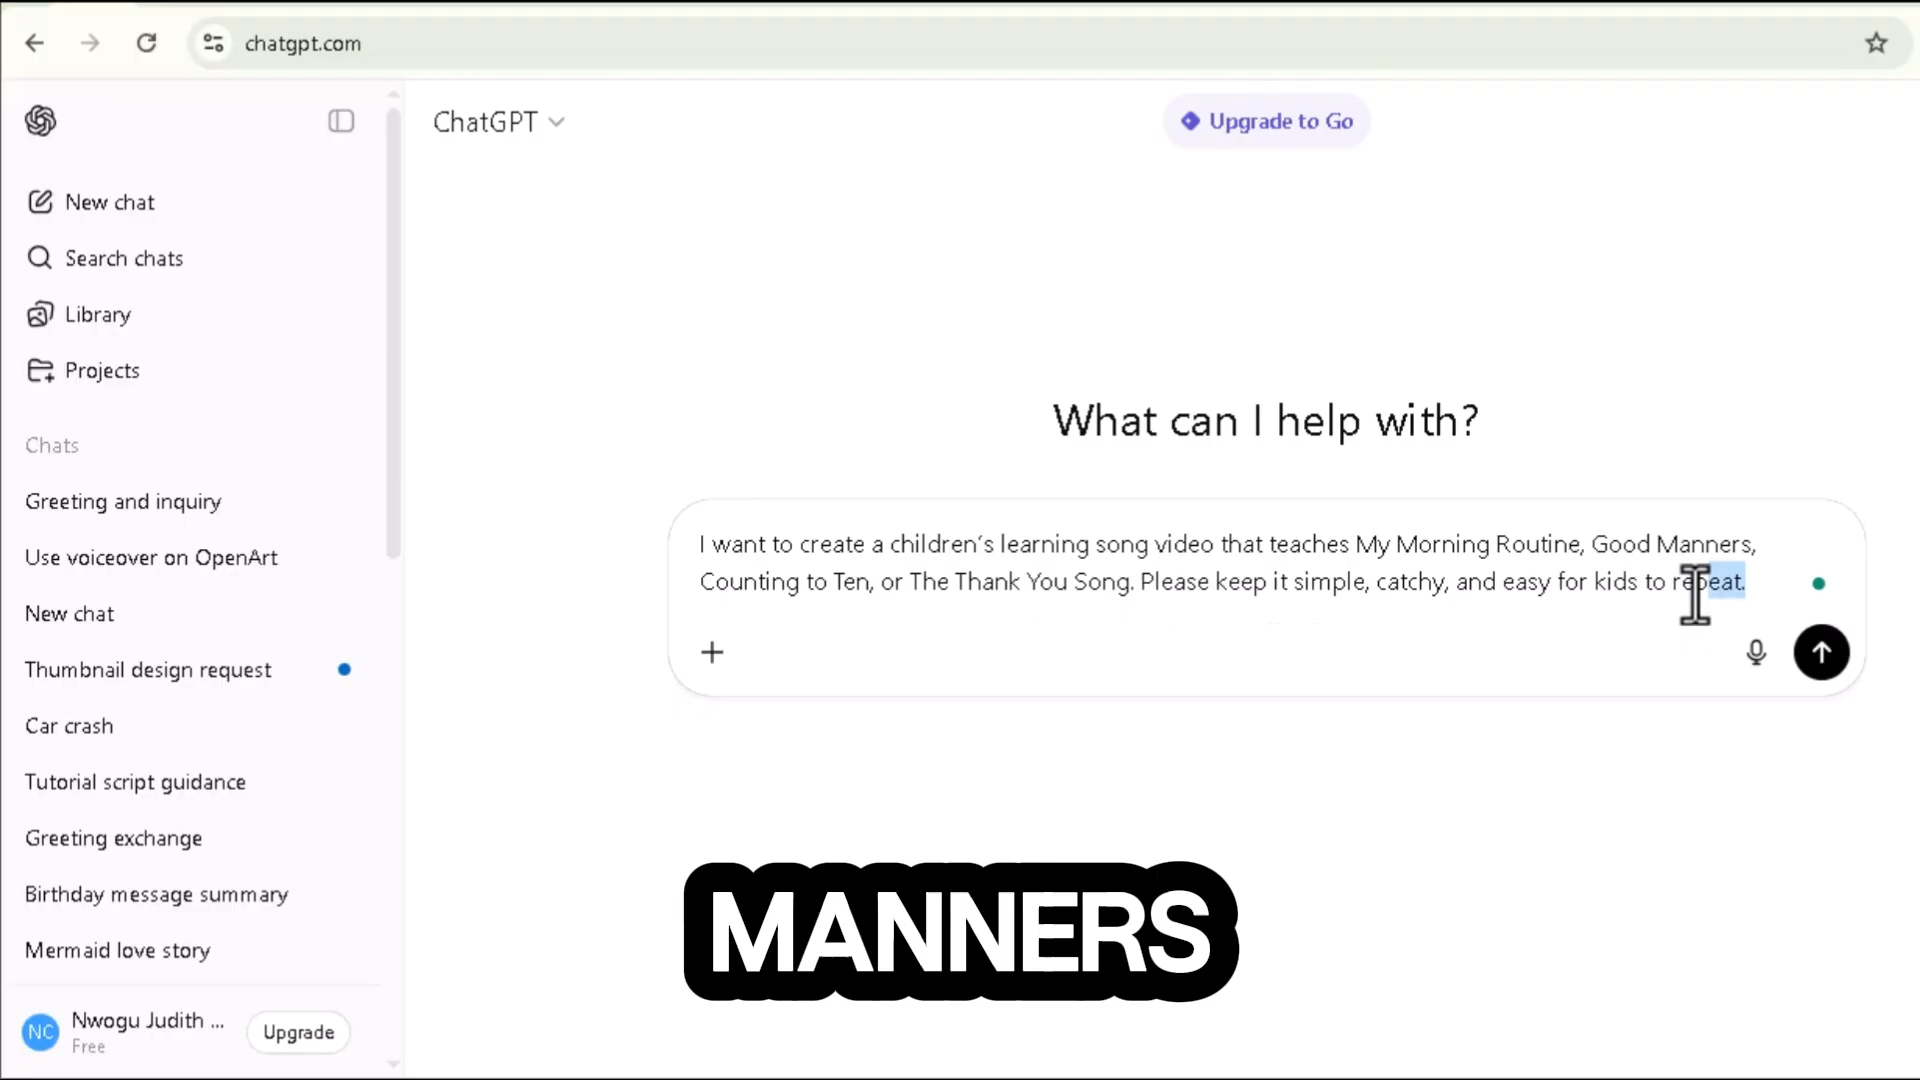 chatgpt.com
ChatGPT
Upgrade to Go
New chat
Search chats
Library
Projects
Chats
Greeting and inquiry
Use voiceover on OpenArt
New chat
Thumbnail design request
Car crash
Tutorial script guidance
Greeting exchange
Birthday message summary
Mermaid love story
NC
Nwogu Judith ...
Free
Upgrade
What can I help with?
I want to create a children's learning song video that teaches My Morning Routine, Good Manners,
Counting to Ten, or The Thank You Song. Please keep it simple, catchy, and easy for kids to repeat.
MANNERS